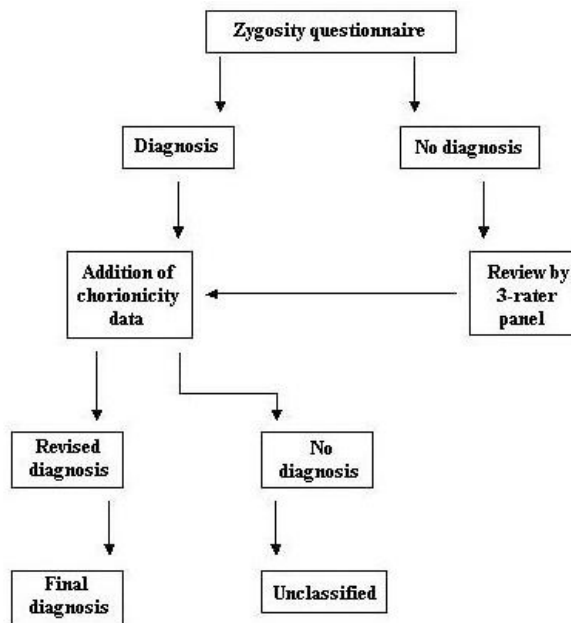 Zygosity questionnaire
Diagnosis
No diagnosis
Addition of
chorionicity
data
Review by
3-rater
panel
Revised
diagnosis
No
diagnosis
Final
diagnosis
Unclassified